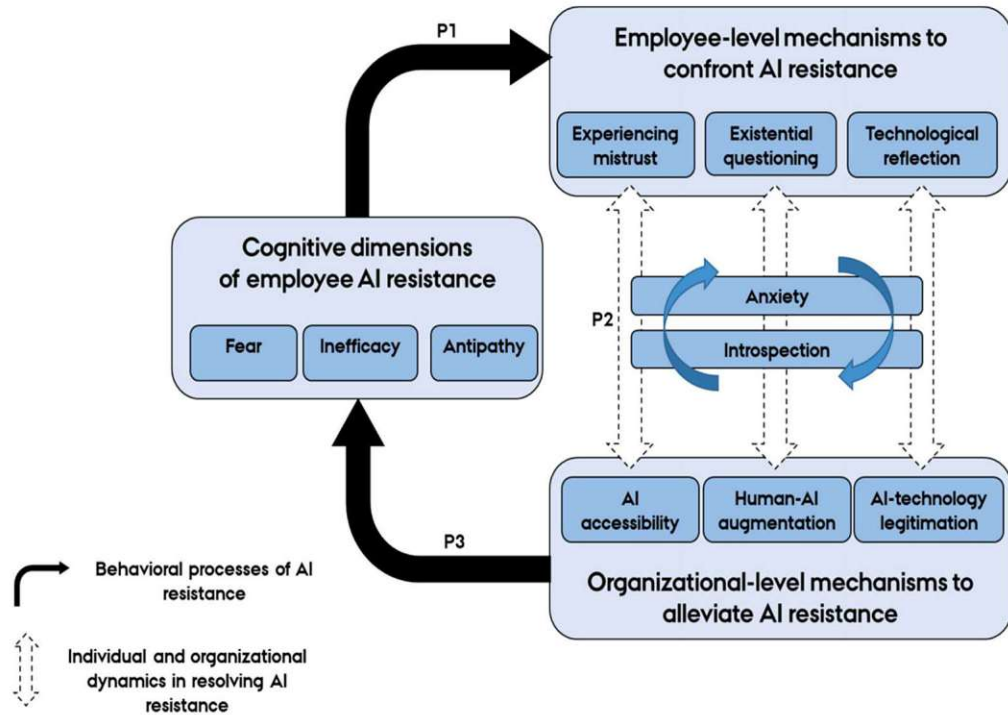 P1
Employee-level mechanisms to
confront AI resistance
Experiencing
mistrust
Existential
questioning
Technological
reflection
Cognitive dimensions
of employee AI resistance
Fear
Inefficacy
Antipathy
Anxiety
P2
Introspection
AI
accessibility
Human-AI
augmentation
AI-technology
legitimation
P3
Organizational-level mechanisms to
alleviate AI resistance
Behavioral processes of AI
resistance
Individual and organizational
dynamics in resolving AI
resistance